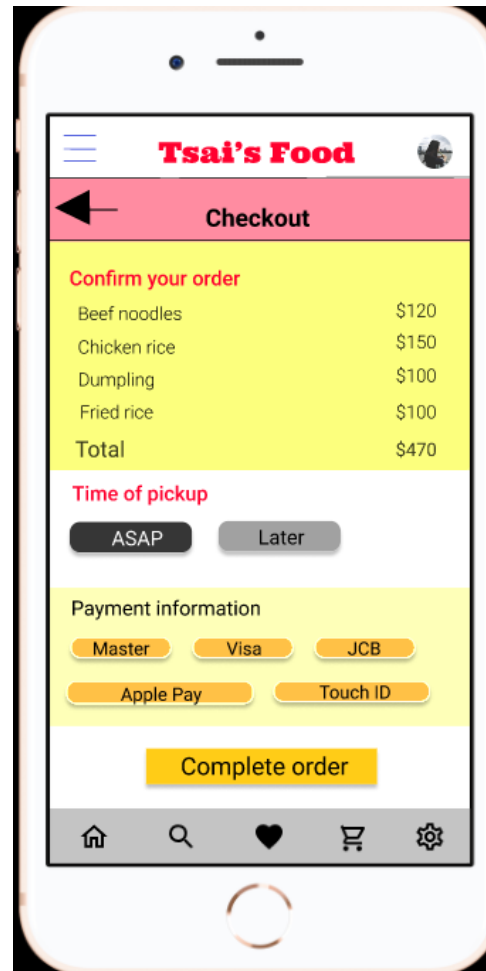 Tsai's Food
Checkout
Confirm your order
Beef noodles $120
Chicken rice $150
Dumpling $100
Fried rice $100
Total $470
Time of pickup
ASAP Later
Payment information
Master Visa JCB
Apple Pay Touch ID
Complete order